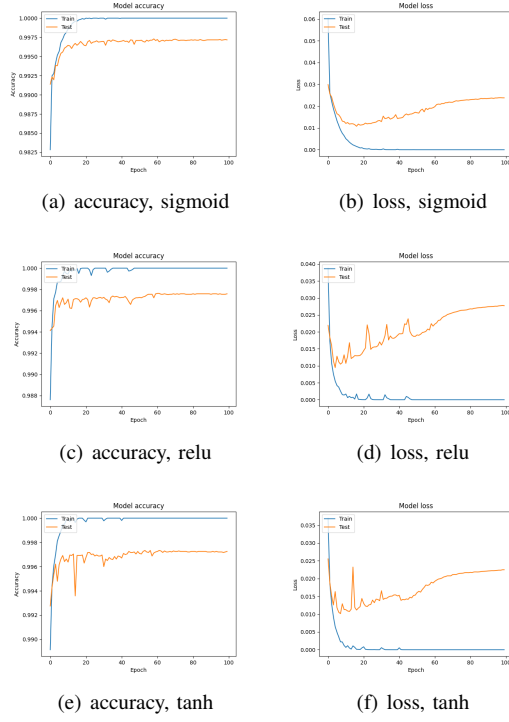 Model accuracy
Train
Test
1.0000
0.9975
0.9950
0.9925
0.9900
0.9875
0.9850
0.9825
Accuracy
0 20 40 60 80 100
Epoch
(a) accuracy, sigmoid
Model loss
Train
Test
0.06
0.05
0.04
0.03
0.02
0.01
0.00
Loss
0 20 40 60 80 100
Epoch
(b) loss, sigmoid
Model accuracy
Train
Test
1.000
0.998
0.996
0.994
0.992
0.990
0.988
Accuracy
0 20 40 60 80 100
Epoch
(c) accuracy, relu
Model loss
Train
Test
0.040
0.035
0.030
0.025
0.020
0.015
0.010
0.005
0.000
Loss
0 20 40 60 80 100
Epoch
(d) loss, relu
Model accuracy
Train
Test
1.000
0.998
0.996
0.994
0.992
0.990
Accuracy
0 20 40 60 80 100
Epoch
(e) accuracy, tanh
Model loss
Train
Test
0.035
0.030
0.025
0.020
0.015
0.010
0.005
0.000
Loss
0 20 40 60 80 100
Epoch
(f) loss, tanh